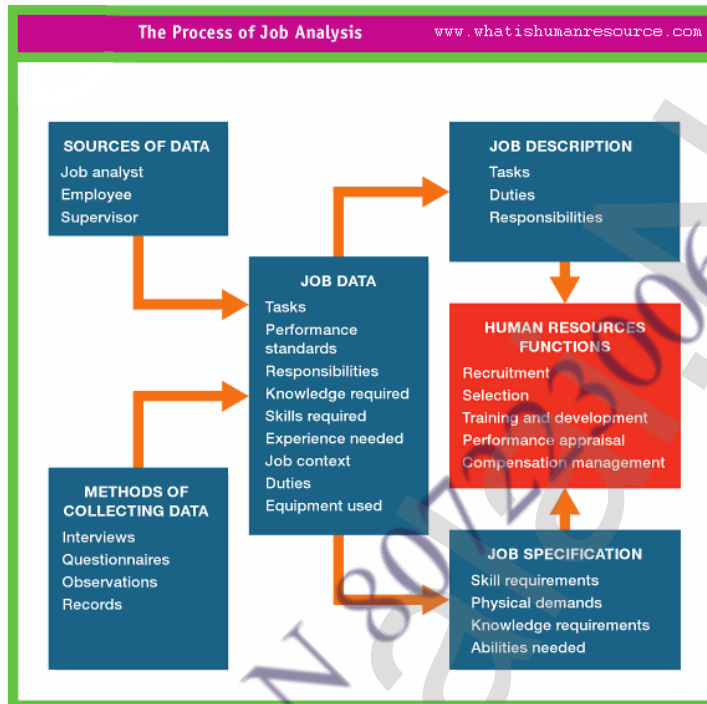 The Process of Job Analysis
www.whatishumanresource.com
SOURCES OF DATA
Job analyst
Employee
Supervisor
METHODS OF
COLLECTING DATA
Interviews
Questionnaires
Observations
Records
JOB DATA
Tasks
Performance
standards
Responsibilities
Knowledge required
Skills required
Experience needed
Job context
Duties
Equipment used
JOB DESCRIPTION
Tasks
Duties
Responsibilities
HUMAN RESOURCES
FUNCTIONS
Recruitment
Selection
Training and development
Performance appraisal
Compensation management
JOB SPECIFICATION
Skill requirements
Physical demands
Knowledge requirements
Abilities needed